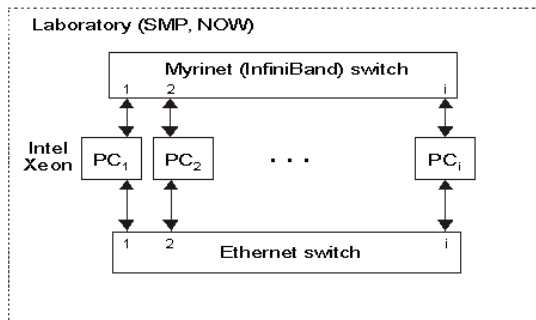 Laboratory (SMP, NOW)
Myrinet (InfiniBand) switch
1 2 i
Intel
Xeon
PC1 PC2 . . . PCi
1 2 i
Ethernet switch